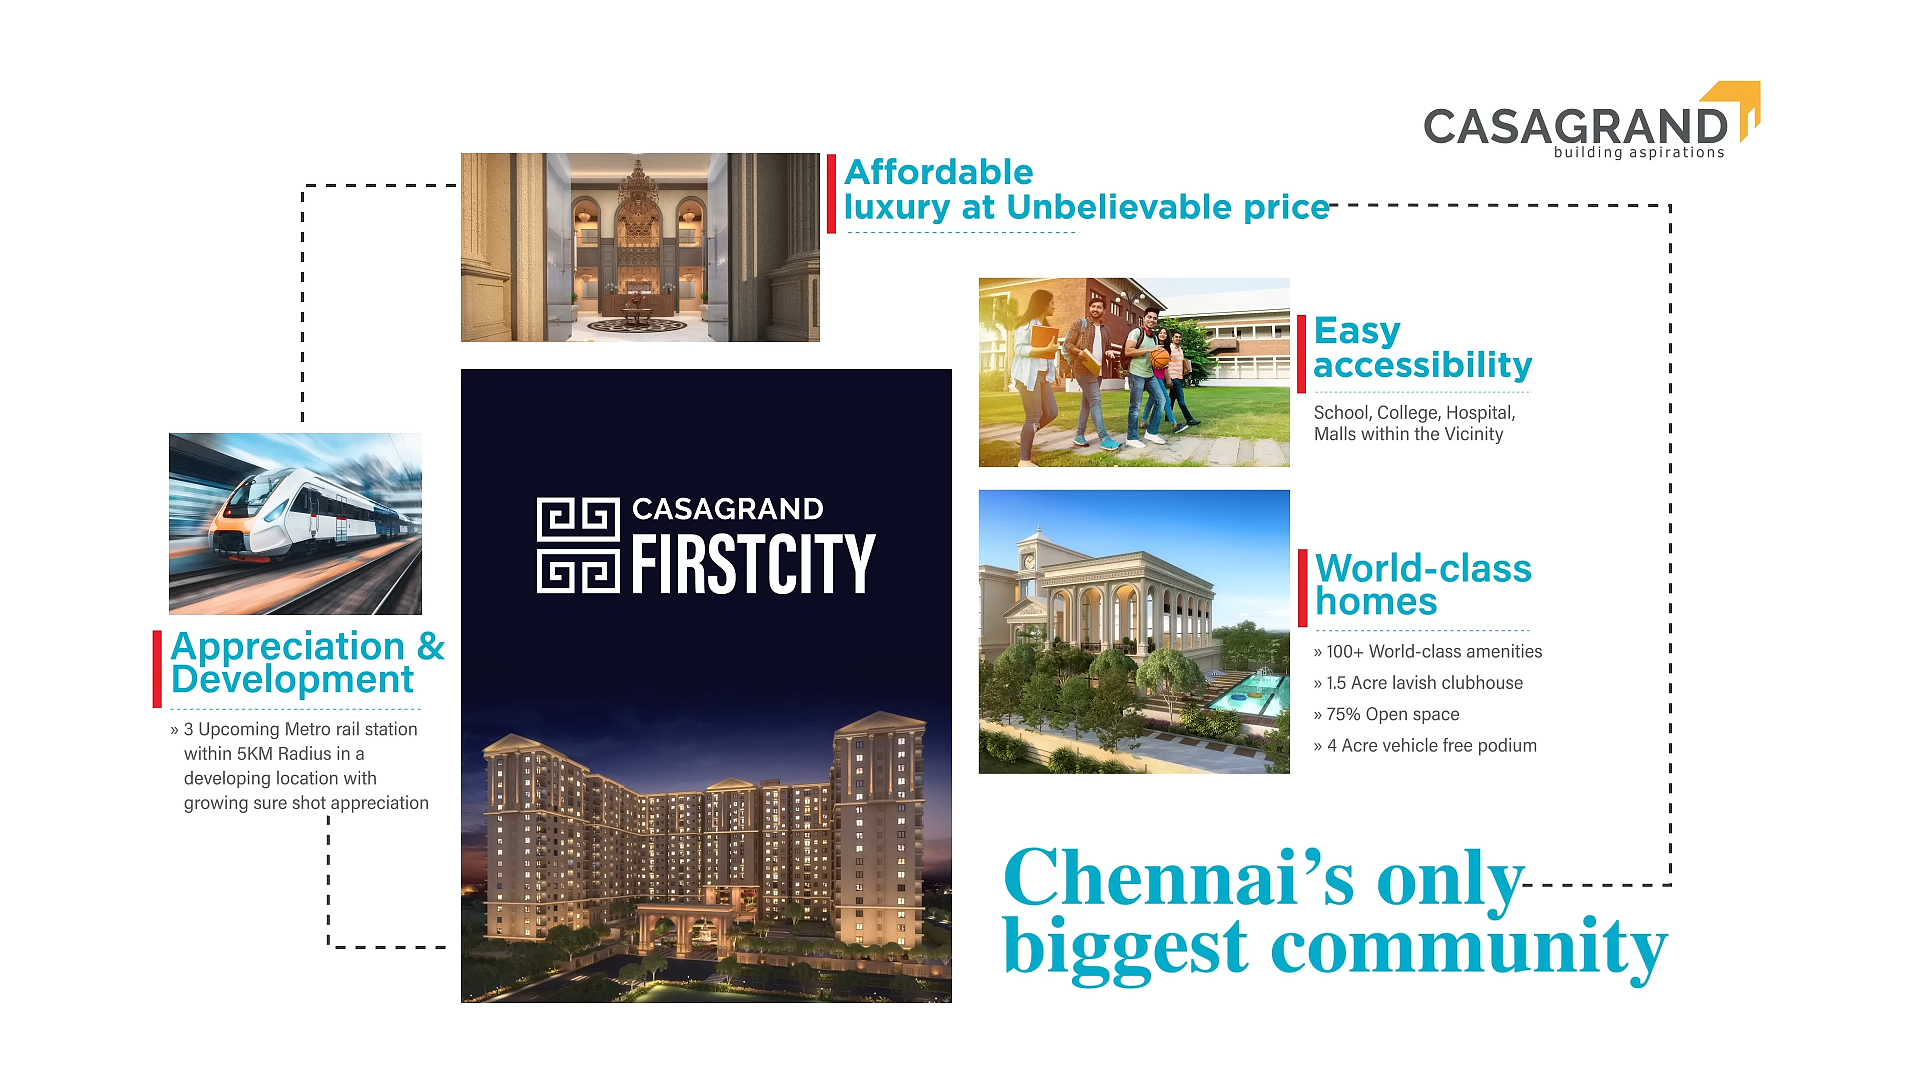 CASAGRAND
building aspirations
Affordable
luxury at Unbelievable price
Easy
accessibility
School, College, Hospital,
Malls within the Vicinity
CASAGRAND
FIRSTCITY
World-class
homes
» 100+ World-class amenities
» 1.5 Acre lavish clubhouse
» 75% Open space
» 4 Acre vehicle free podium
Appreciation &
Development
» 3 Upcoming Metro rail station
within 5KM Radius in a
developing location with
growing sure shot appreciation
Chennai’s only
biggest community